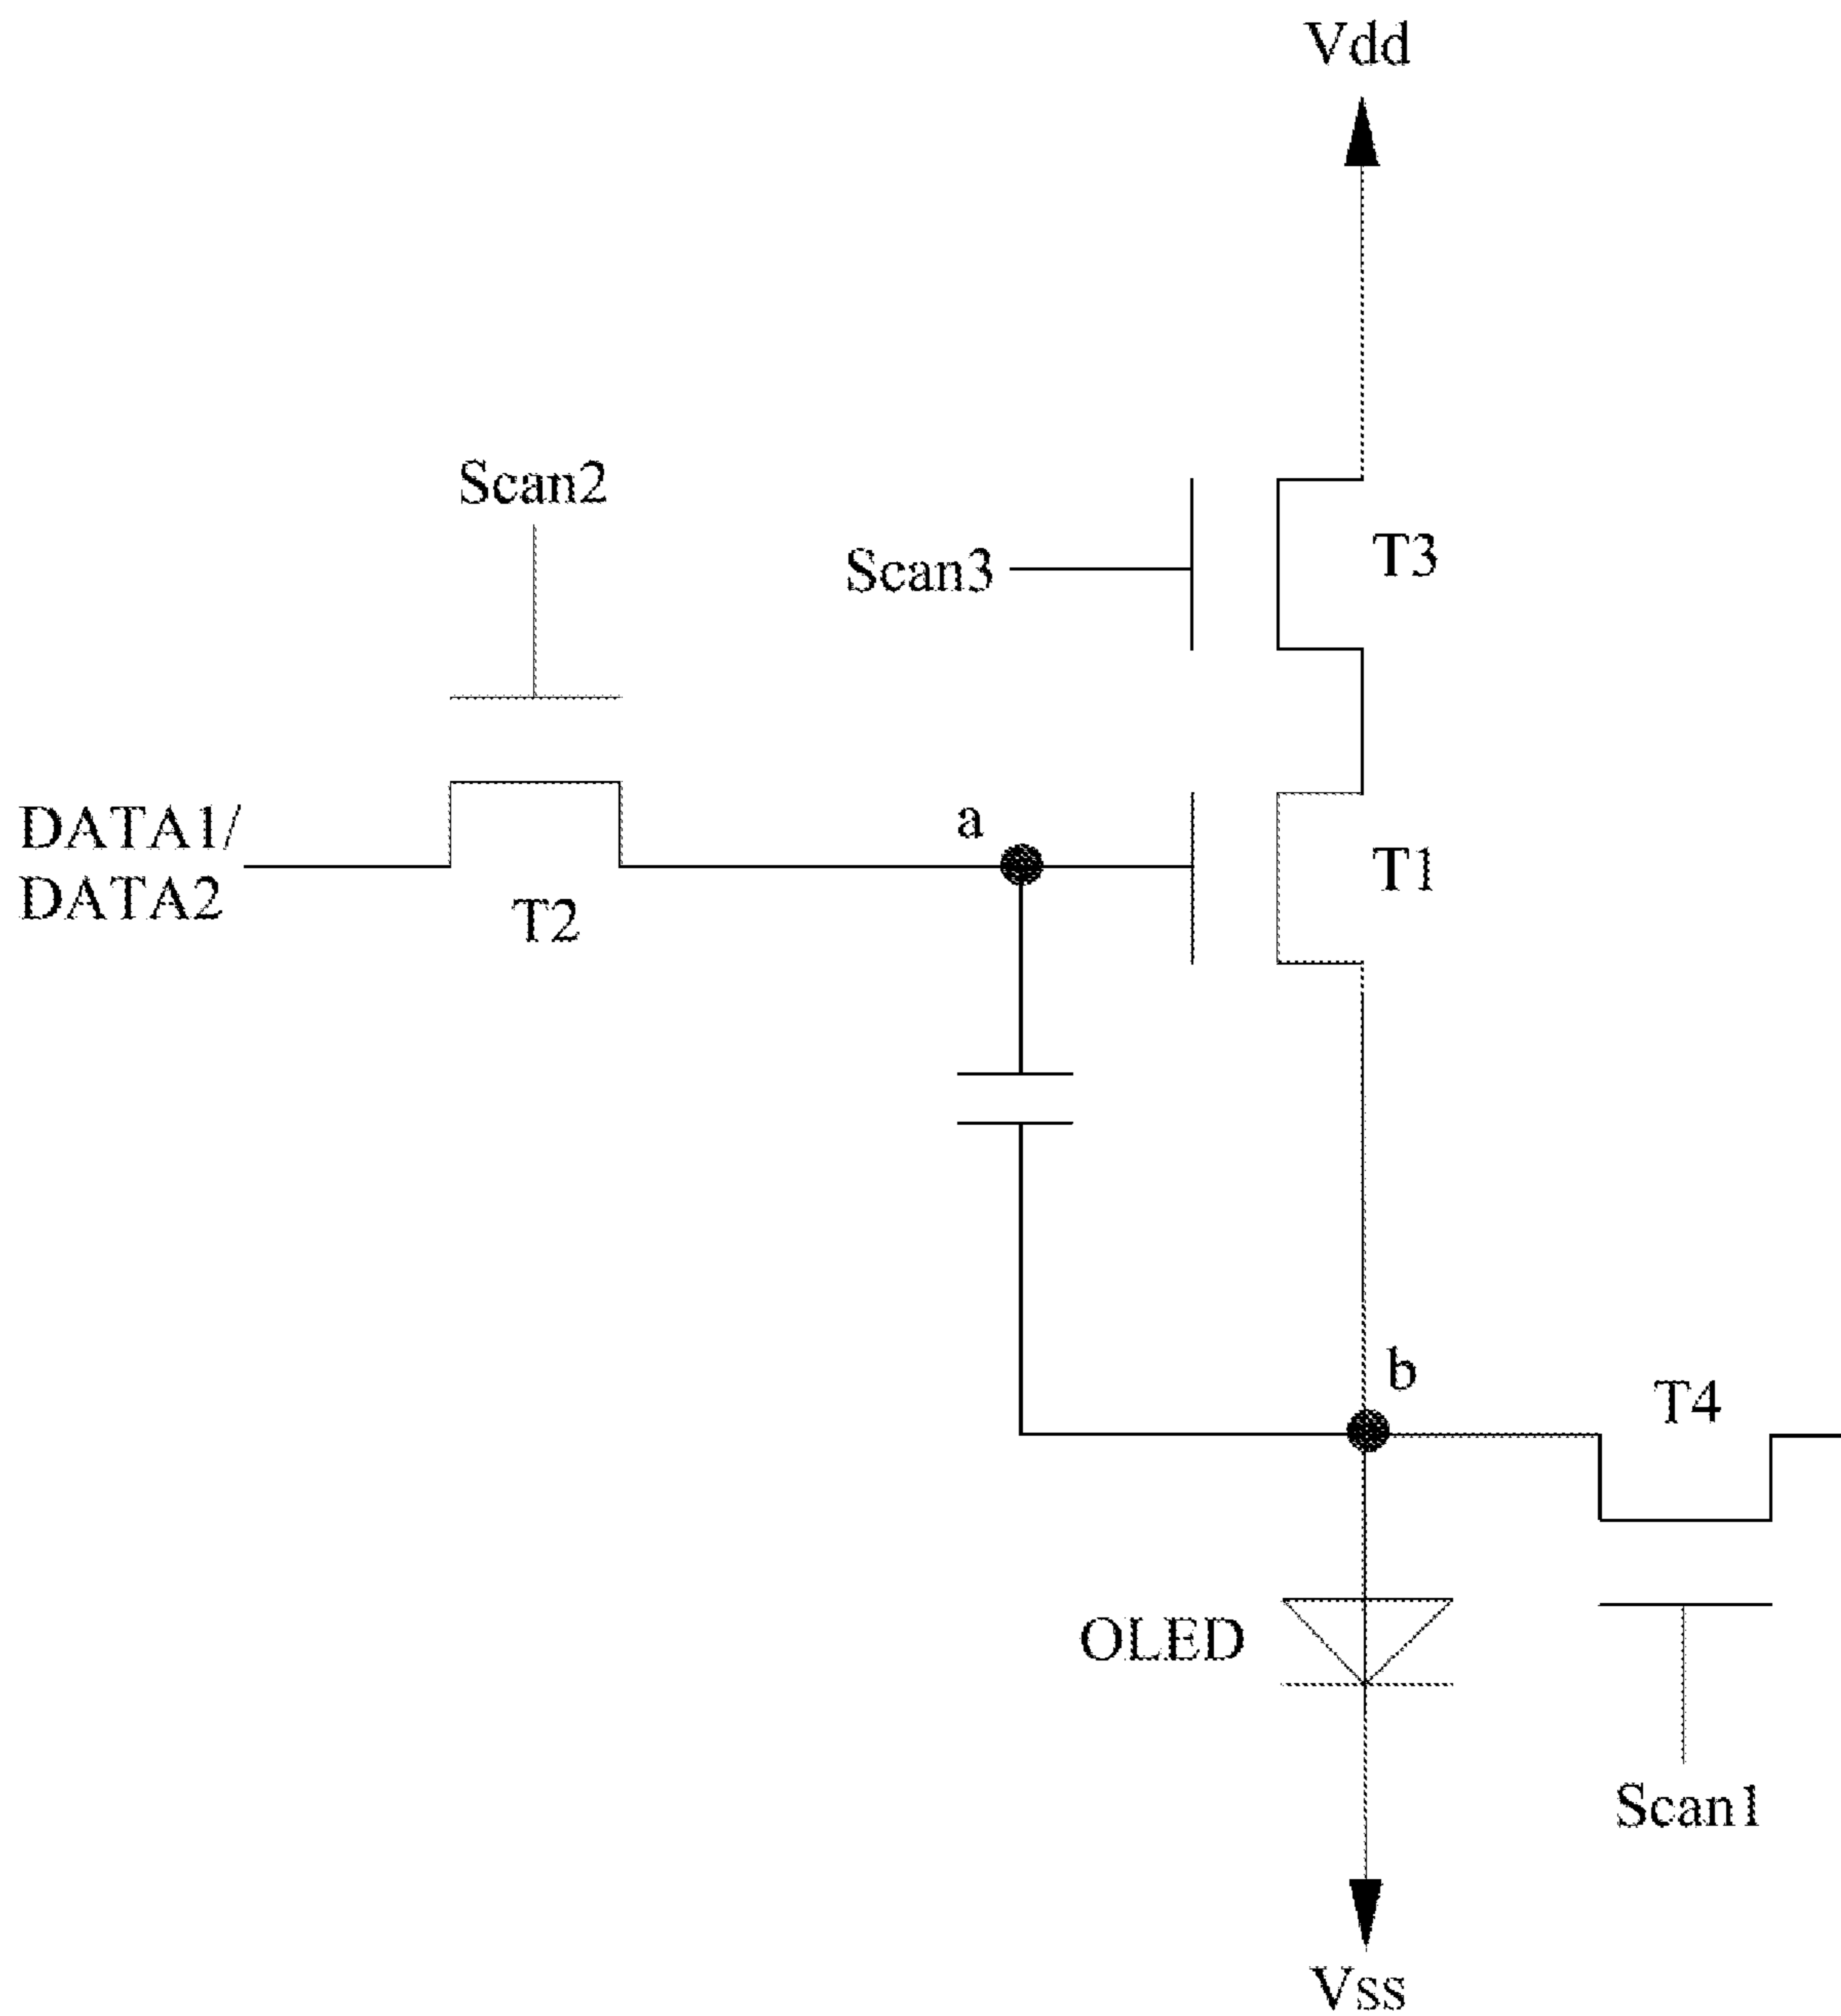 Vdd
Scan2
Scan3
T3
DATA1/
DATA2
a
T1
T2
b
T4
OLED
Scan1
Vss